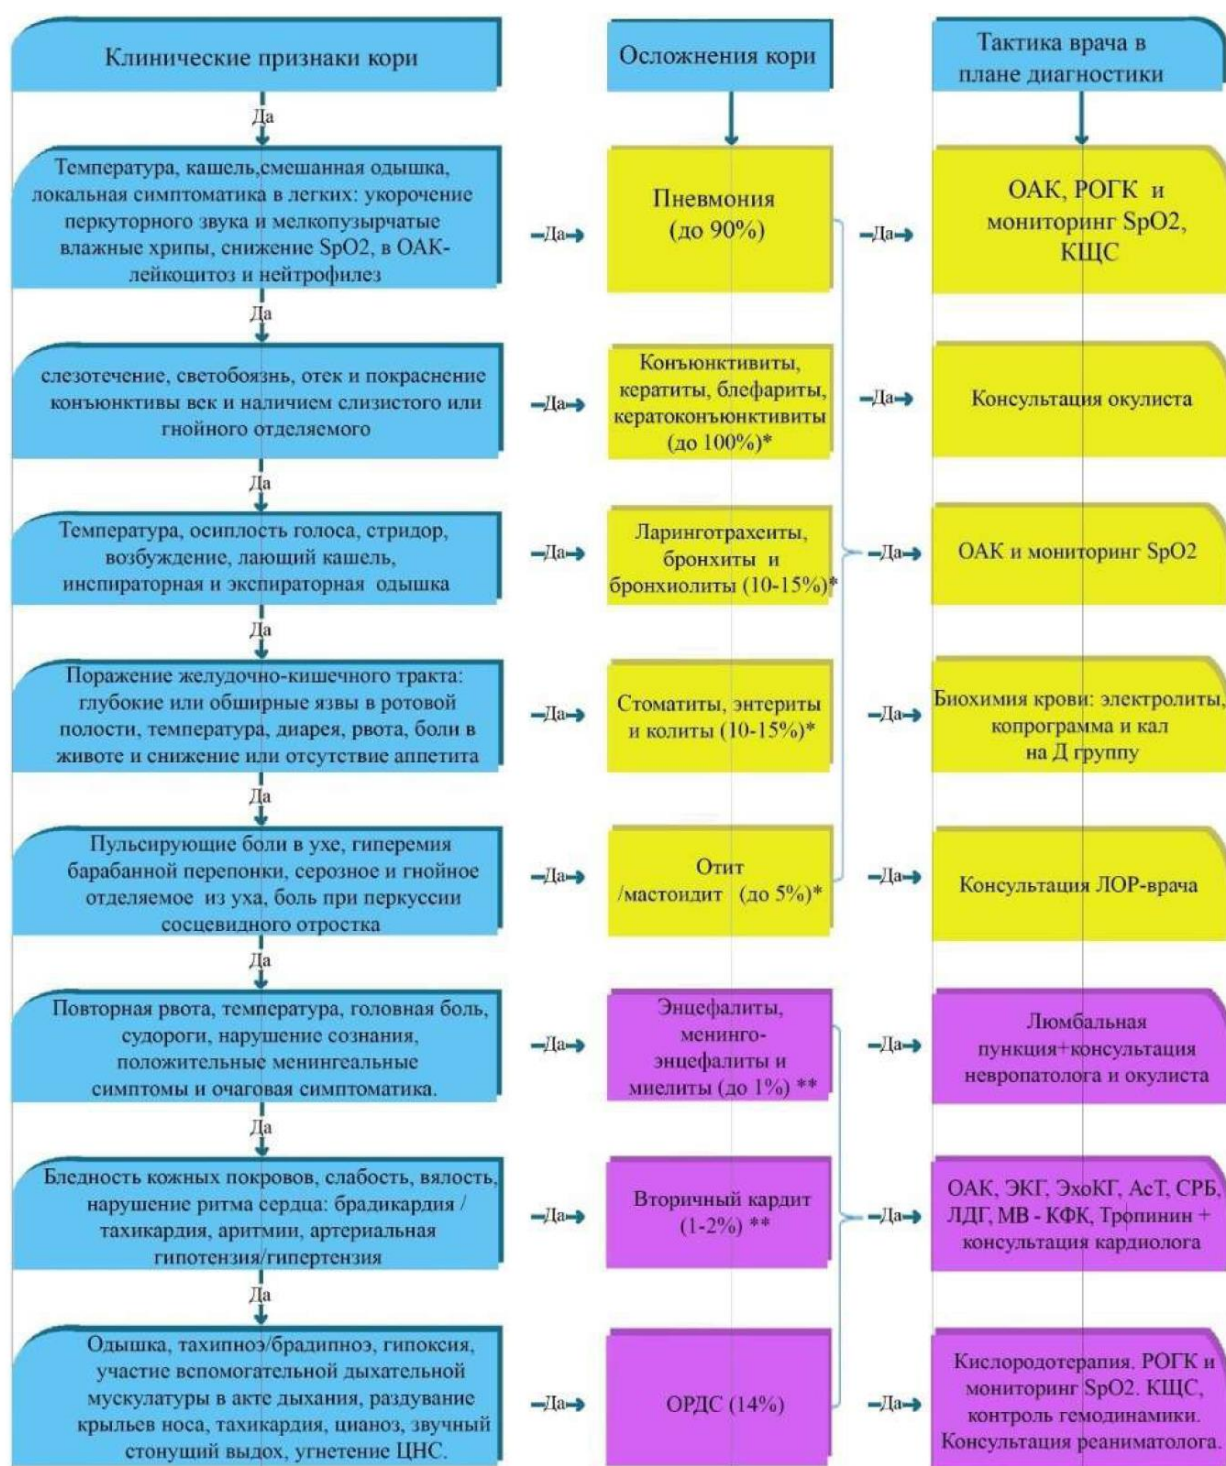 Клинические признаки кори
Осложнения кори
Тактика врача в
плане диагностики
Да
Температура, кашель,смешанная одышка,
локальная симптоматика в легких: укорочение
перкуторного звука и мелкопузырчатые
влажные хрипы, снижение SpO2, в ОАК-
лейкоцитоз и нейтрофилез
Да
Пневмония
(до 90%)
Да
ОАК, РОГК и
мониторинг SpO2,
КЩС
Да
слезотечение, светобоязнь, отек и покраснение
конъюнктивы век и наличием слизистого или
гнойного отделяемого
Да
Конъюнктивиты,
кератиты, блефариты,
кератоконъюнктивиты
(до 100%)*
Да
Консультация окулиста
Да
Температура, осиплость голоса, стридор,
возбуждение, лающий кашель,
инспираторная и экспираторная одышка
Да
Ларинготрахеиты,
бронхиты и
бронхиолиты (10-15%)*
Да
ОАК и мониторинг SpO2
Да
Поражение желудочно-кишечного тракта:
глубокие или обширные язвы в ротовой
полости, температура, диарея, рвота, боли в
животе и снижение или отсутствие аппетита
Да
Стоматиты, энтериты
и колиты (10-15%)*
Да
Биохимия крови: электролиты,
копрограмма и кал
на Д группу
Да
Пульсирующие боли в ухе, гиперемия
барабанной перепонки, серозное и гнойное
отделяемое из уха, боль при перкуссии
сосцевидного отростка
Да
Отит
/мастоидит (до 5%)*
Да
Консультация ЛОР-врача
Да
Повторная рвота, температура, головная боль,
судороги, нарушение сознания,
положительные менингеальные
симптомы и очаговая симптоматика.
Да
Энцефалиты,
менинго-
энцефалиты и
миелиты (до 1%) **
Да
Люмбальная
пункция+консультация
невропатолога и окулиста
Да
Бледность кожных покровов, слабость, вялость,
нарушение ритма сердца: брадикардия /
тахикардия, аритмии, артериальная
гипотензия/гипертензия
Да
Вторичный кардит
(1-2%) **
Да
ОАК, ЭКГ, ЭхоКГ, АсТ, СРБ,
ЛДГ, МВ - КФК, Тропинин +
консультация кардиолога
Да
Одышка, тахипноэ/брадипноэ, гипоксия,
участие вспомогательной дыхательной
мускулатуры в акте дыхания, раздувание
крыльев носа, тахикардия, цианоз, звучный
стонущий выдох, угнетение ЦНС.
Да
ОРДС (14%)
Да
Кислородотерапия. РОГК и
мониторинг SpO2. КЩС,
контроль гемодинамики.
Консультация реаниматолога.